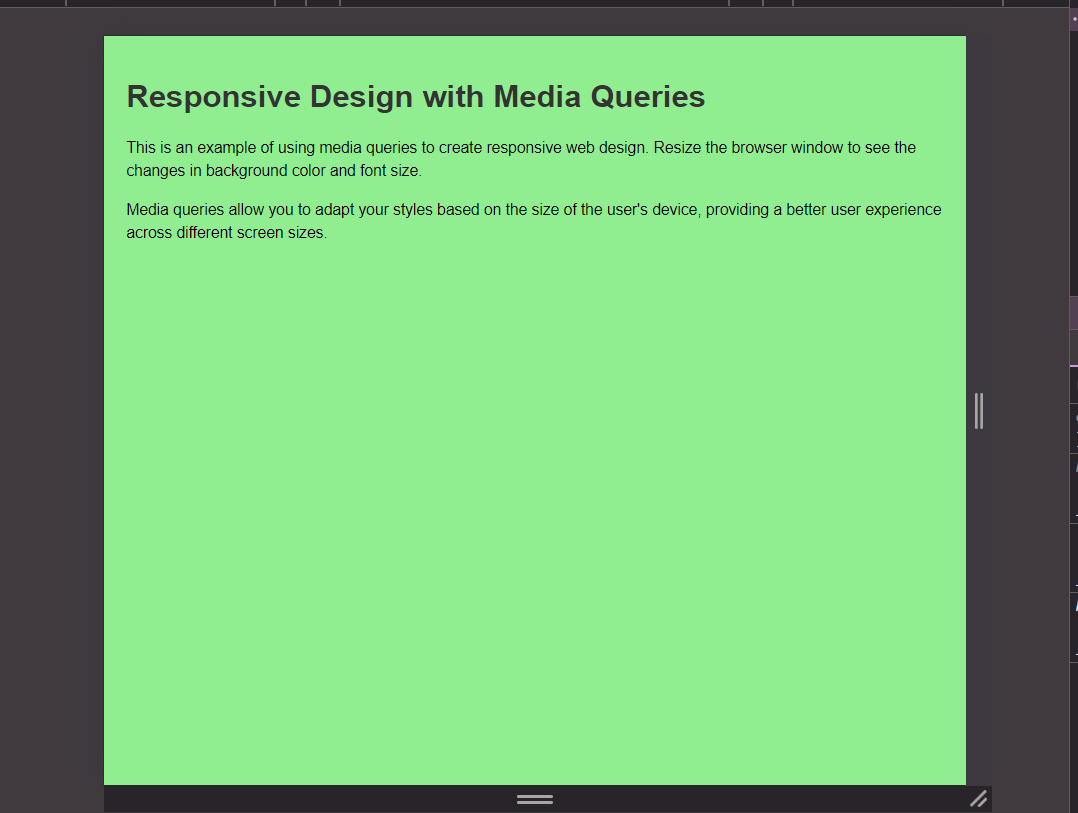 Responsive Design with Media Queries
This is an example of using media queries to create responsive web design. Resize the browser window to see the
changes in background color and font size.
Media queries allow you to adapt your styles based on the size of the user's device, providing a better user experience
across different screen sizes.